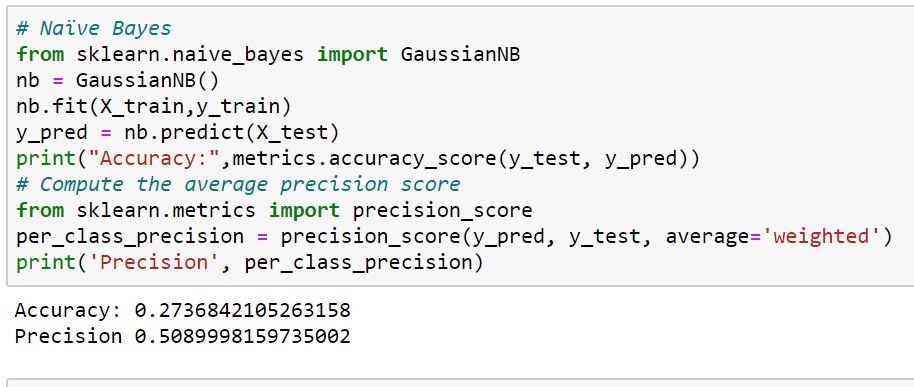 # Naïve Bayes
from sklearn.naive_bayes import GaussianNB
nb = GaussianNB()
nb.fit(X_train,y_train)
y_pred = nb.predict(X_test)
print("Accuracy:",metrics.accuracy_score(y_test, y_pred))
# Compute the average precision score
from sklearn.metrics import precision_score
per_class_precision = precision_score(y_pred, y_test, average='weighted')
print('Precision', per_class_precision)
Accuracy: 0.2736842105263158
Precision 0.5089998159735002